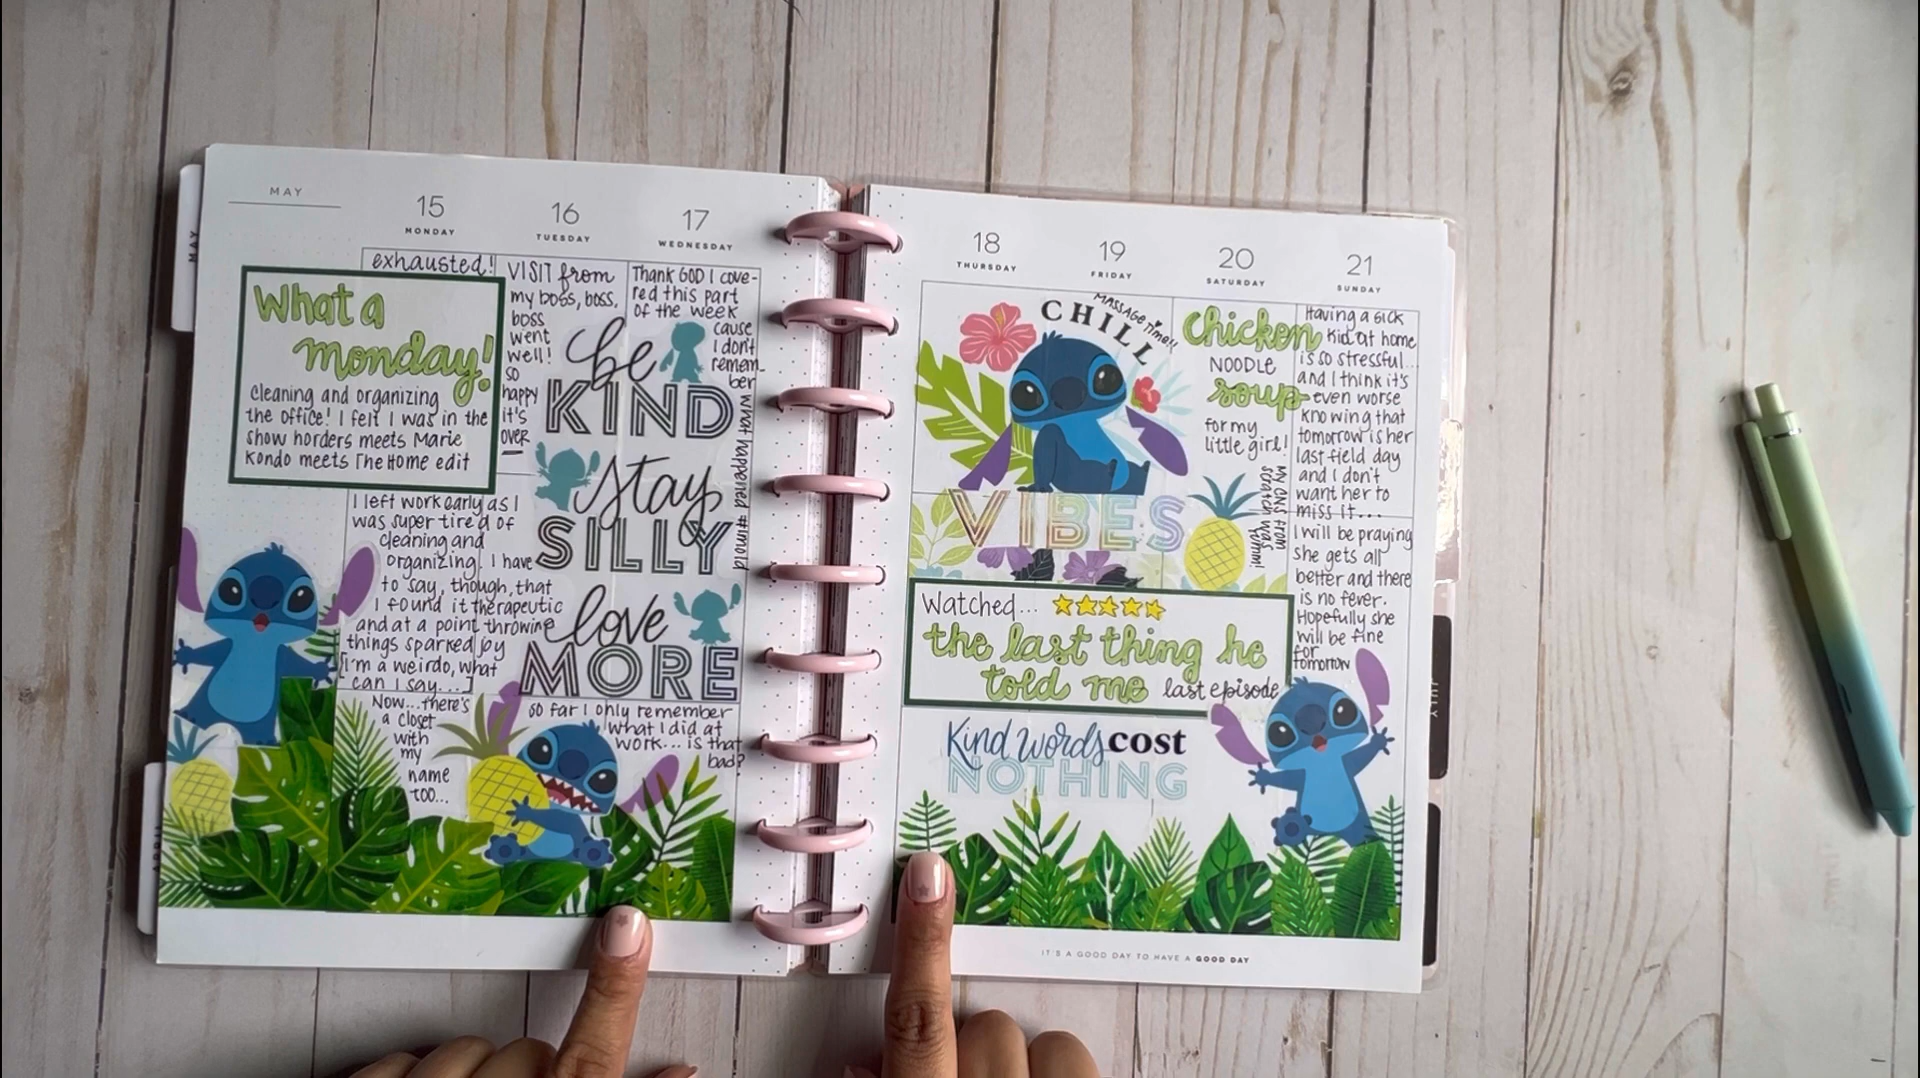 MAY
15
MONDAY
16
TUESDAY
17
WEDNESDAY
exhausted!
What a
monday!
Cleaning and organizing
the office! I felt I was in the
show horders meets Marie
Kondo meets The Home edit
I left work early as I
was super tired of
cleaning and
organizing. I have
to say, though, that
I found it therapeutic
and at a point throwing
things sparked joy
[I'm a weirdo, what
can I say....]
Now...there's
a closet
with
my
name
too...
VISIT from
my boss, boss,
boss
went
well!
so
happy
it's
over
Thank GOD I cove-
red this part
of the week
cause
I don't
remem-
ber
what happened #imold
be
KIND
stay
SILLY
love
MORE
so far I only remember
what I did at
work... is that
bad?
18
THURSDAY
19
FRIDAY
20
SATURDAY
21
SUNDAY
CHILL
Massage time!!
VIBES
Chicken
NOODLE
soup
for my
little girl!
My CNS from
scratch was
Yumm!
Having a sick
kid at home
is so stressful...
and I think it's
even worse
knowing that
tomorrow is her
last field day
and I don't
want her to
miss it...
I will be praying
she gets all
better and there
is no fever.
Hopefully she
will be fine
for
tomorrow
Watched...
the last thing he
told me last episode
Kind words cost
NOTHING
IT'S A GOOD DAY TO HAVE A GOOD DAY
MAY
JULY
APRIL